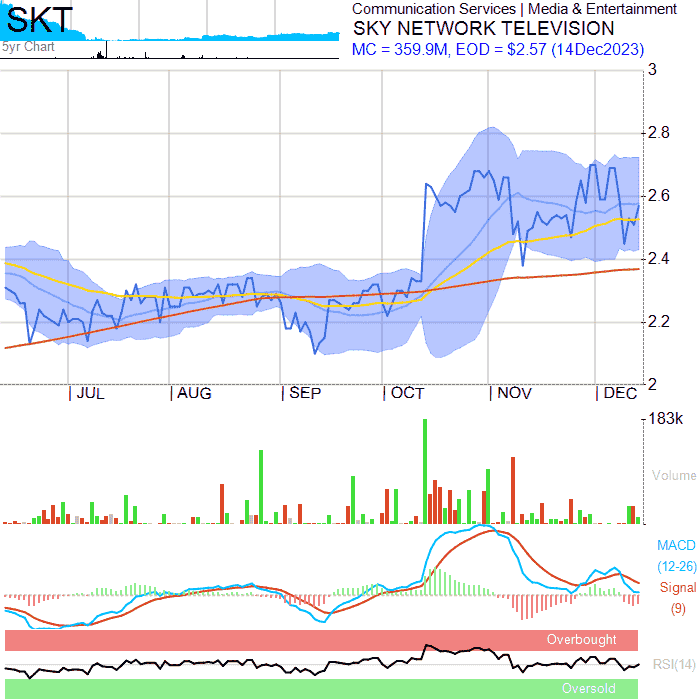 SKT
5yr Chart
Communication Services | Media & Entertainment
SKY NETWORK TELEVISION
MC = 359.9M, EOD = $2.57 (14Dec2023)
3
2.8
2.6
2.4
2.2
2
| JUL | AUG | SEP | OCT | NOV | DEC
183k
Volume
MACD
(12-26)
Signal
(9)
Overbought
RSI(14)
Oversold